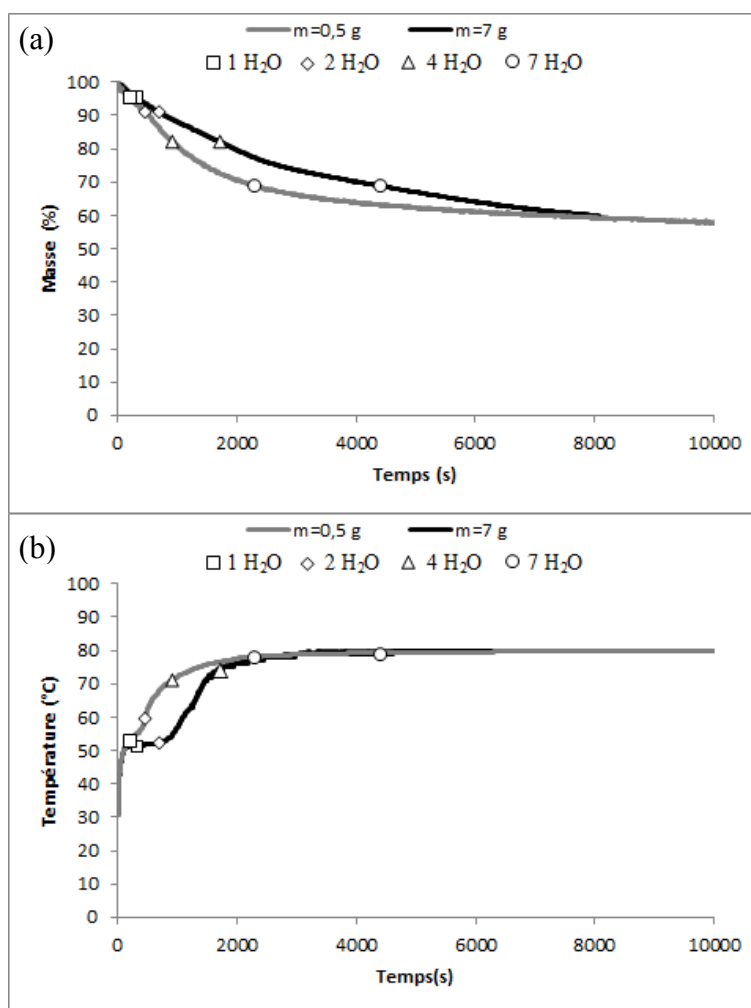 (a)
m=0,5 g m=7 g
1 H₂O 2 H₂O 4 H₂O 7 H₂O
100
90
80
70
60
50
40
30
20
10
0
Masse (%)
0 2000 4000 6000 8000 10000
Temps (s)
(b)
m=0,5 g m=7 g
1 H₂O 2 H₂O 4 H₂O 7 H₂O
100
90
80
70
60
50
40
30
20
10
0
Température (°C)
0 2000 4000 6000 8000 10000
Temps(s)